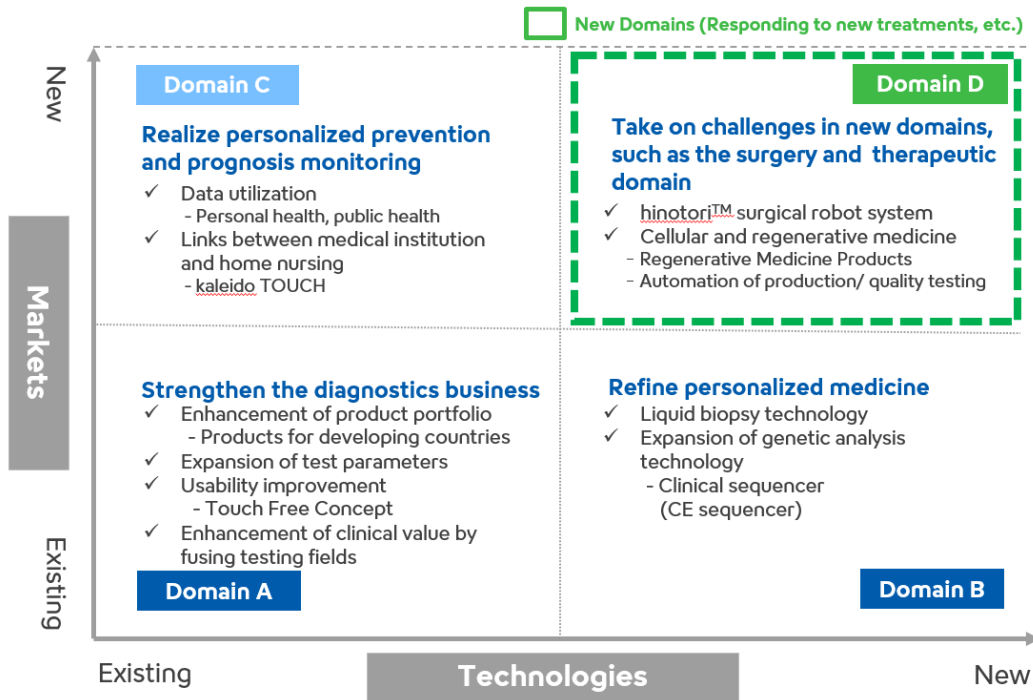 New Domains (Responding to new treatments, etc.)
New
Domain C
Realize personalized prevention
and prognosis monitoring
✓ Data utilization
- Personal health, public health
✓ Links between medical institution
and home nursing
- kaleido TOUCH
Domain D
Take on challenges in new domains,
such as the surgery and therapeutic
domain
✓ hinotori™ surgical robot system
✓ Cellular and regenerative medicine
- Regenerative Medicine Products
- Automation of production/ quality testing
Markets
Strengthen the diagnostics business
✓ Enhancement of product portfolio
- Products for developing countries
✓ Expansion of test parameters
✓ Usability improvement
- Touch Free Concept
✓ Enhancement of clinical value by
fusing testing fields
Domain A
Refine personalized medicine
✓ Liquid biopsy technology
✓ Expansion of genetic analysis
technology
- Clinical sequencer
(CE sequencer)
Domain B
Existing
Existing
Technologies
New